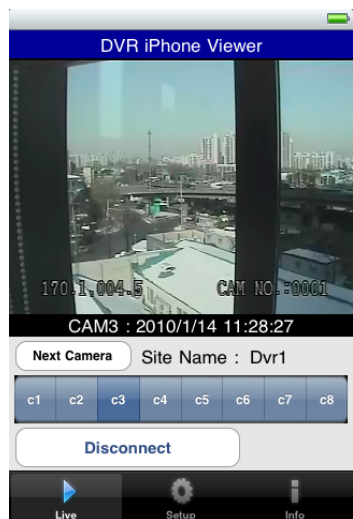 DVR iPhone Viewer
170.1.004.5 CAM NO.:0001
CAM3 : 2010/1/14 11:28:27
Next Camera Site Name : Dvr1
c1 c2 c3 c4 c5 c6 c7 c8
Disconnect
Live Setup Info